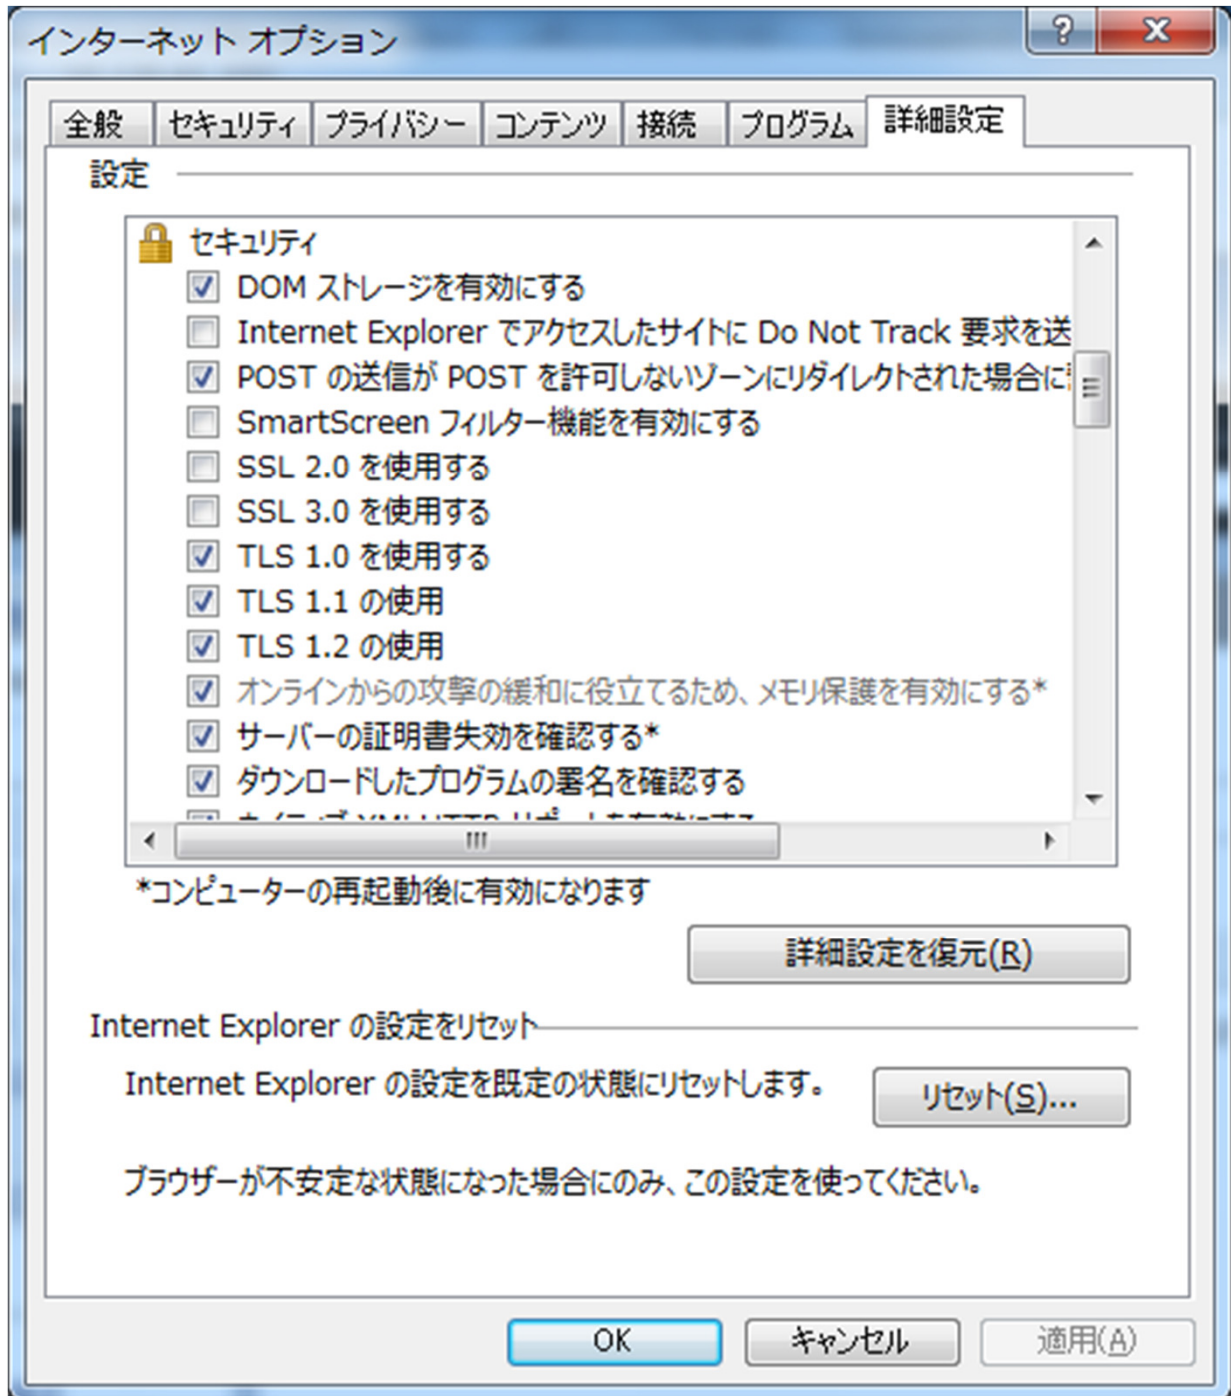 インターネット オプション
全般 セキュリティ プライバシー コンテンツ 接続 プログラム 詳細設定
設定
セキュリティ
DOM ストレージを有効にする
Internet Explorer でアクセスしたサイトに Do Not Track 要求を送
POST の送信が POST を許可しないゾーンにリダイレクトされた場合に
SmartScreen フィルター機能を有効にする
SSL 2.0 を使用する
SSL 3.0 を使用する
TLS 1.0 を使用する
TLS 1.1 の使用
TLS 1.2 の使用
オンラインからの攻撃の緩和に役立てるため、メモリ保護を有効にする*
サーバーの証明書失効を確認する*
ダウンロードしたプログラムの署名を確認する
*コンピューターの再起動後に有効になります
詳細設定を復元(R)
Internet Explorer の設定をリセット
Internet Explorer の設定を既定の状態にリセットします。
リセット(S)...
ブラウザーが不安定な状態になった場合にのみ、この設定を使ってください。
OK キャンセル 適用(A)